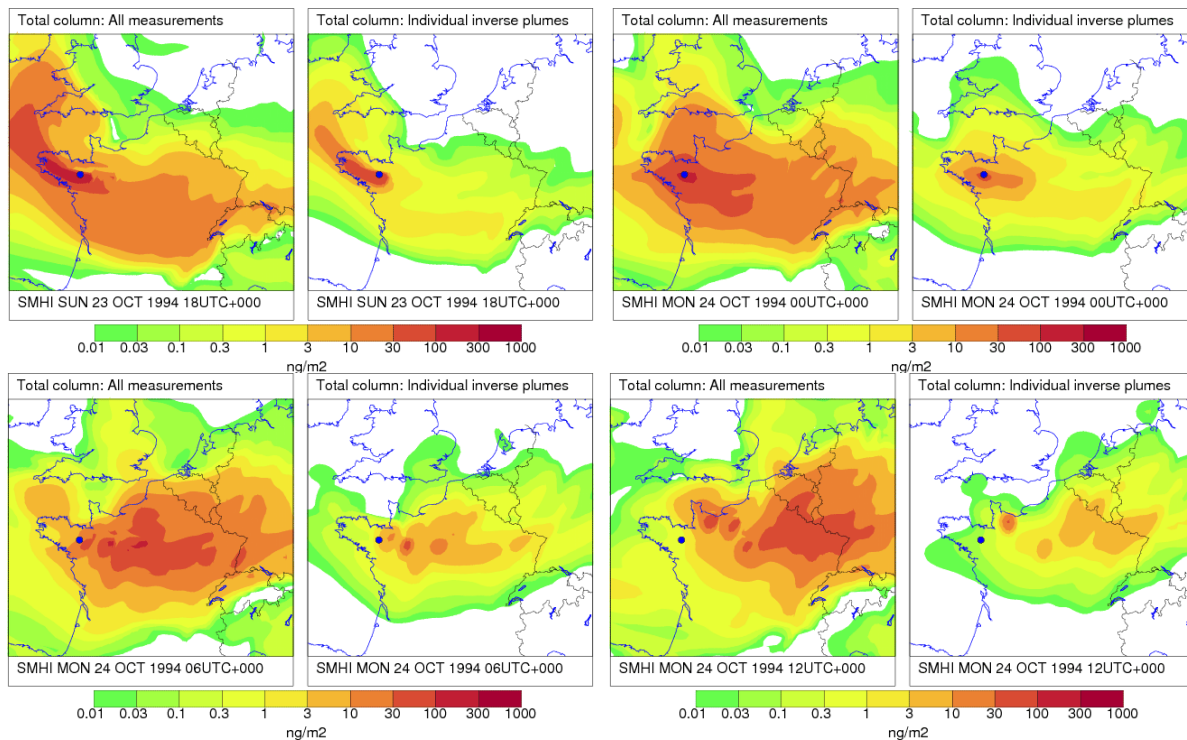 Total column: All measurements
Total column: Individual inverse plumes
Total column: All measurements
Total column: Individual inverse plumes
SMHI SUN 23 OCT 1994 18UTC+000
SMHI SUN 23 OCT 1994 18UTC+000
SMHI MON 24 OCT 1994 00UTC+000
SMHI MON 24 OCT 1994 00UTC+000
0.01 0.03 0.1 0.3 1 3 10 30 100 300 1000
0.01 0.03 0.1 0.3 1 3 10 30 100 300 1000
ng/m2
ng/m2
Total column: All measurements
Total column: Individual inverse plumes
Total column: All measurements
Total column: Individual inverse plumes
SMHI MON 24 OCT 1994 06UTC+000
SMHI MON 24 OCT 1994 06UTC+000
SMHI MON 24 OCT 1994 12UTC+000
SMHI MON 24 OCT 1994 12UTC+000
0.01 0.03 0.1 0.3 1 3 10 30 100 300 1000
0.01 0.03 0.1 0.3 1 3 10 30 100 300 1000
ng/m2
ng/m2